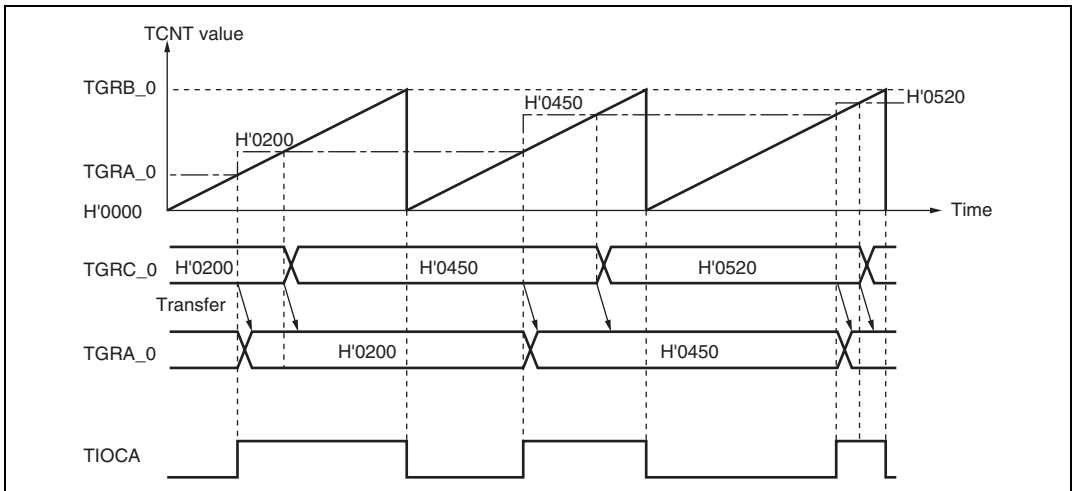 TCNT value
TGRB_0
H'0520
H'0450
H'0200
TGRA_0
H'0000
Time
TGRC_0
H'0200
H'0450
H'0520
Transfer
TGRA_0
H'0200
H'0450
TIOCA